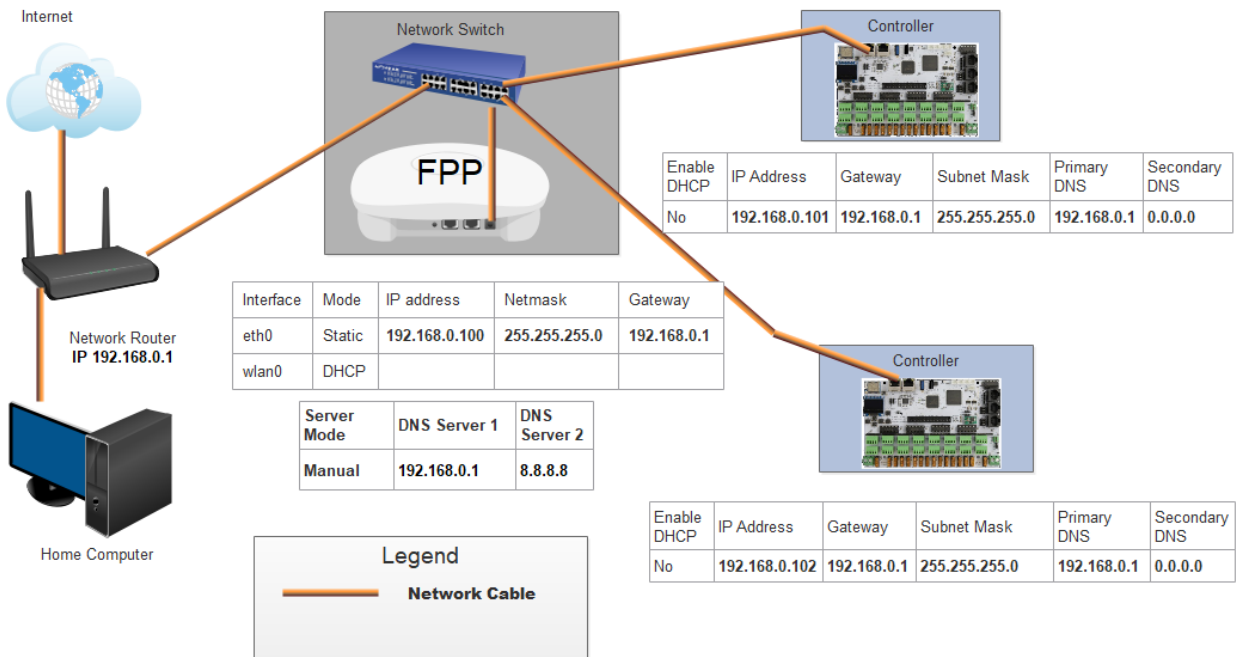 Internet
Network Switch
Controller
FPP
Enable DHCP | IP Address | Gateway | Subnet Mask | Primary DNS | Secondary DNS
No | 192.168.0.101 | 192.168.0.1 | 255.255.255.0 | 192.168.0.1 | 0.0.0.0
Network Router
IP 192.168.0.1
Interface | Mode | IP address | Netmask | Gateway
eth0 | Static | 192.168.0.100 | 255.255.255.0 | 192.168.0.1
wlan0 | DHCP
Server Mode | DNS Server 1 | DNS Server 2
Manual | 192.168.0.1 | 8.8.8.8
Controller
Home Computer
Enable DHCP | IP Address | Gateway | Subnet Mask | Primary DNS | Secondary DNS
No | 192.168.0.102 | 192.168.0.1 | 255.255.255.0 | 192.168.0.1 | 0.0.0.0
Legend
Network Cable